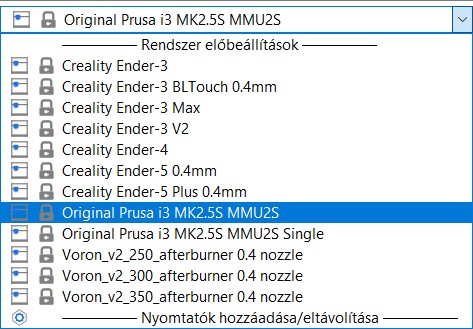 Original Prusa i3 MK2.5S MMU2S
Rendszer előbeállítások
Creality Ender-3
Creality Ender-3 BLTouch 0.4mm
Creality Ender-3 Max
Creality Ender-3 V2
Creality Ender-4
Creality Ender-5 0.4mm
Creality Ender-5 Plus 0.4mm
Original Prusa i3 MK2.5S MMU2S
Original Prusa i3 MK2.5S MMU2S Single
Voron_v2_250_afterburner 0.4 nozzle
Voron_v2_300_afterburner 0.4 nozzle
Voron_v2_350_afterburner 0.4 nozzle
Nyomtatók hozzáadása/eltávolítása